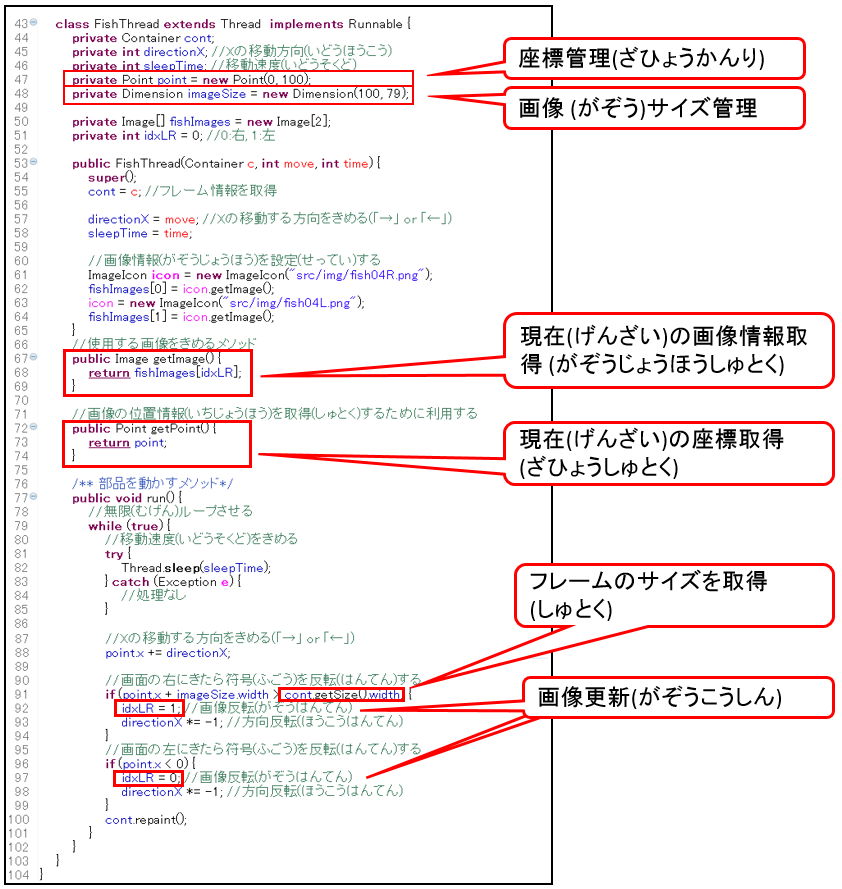 43 class FishThread extends Thread implements Runnable {
44 private Container cont;
45 private int directionX; //Xの移動方向(いどうほうこう)
46 private int sleepTime; //移動速度(いどうそくど)
47 private Point point = new Point(0, 100);
48 private Dimension imageSize = new Dimension(100, 79);
49
50 private Image[] fishImages = new Image[2];
51 private int idxLR = 0; //0:右, 1:左
52
53 public FishThread(Container c, int move, int time) {
54 super();
55 cont = c; //フレーム情報を取得
56
57 directionX = move; //Xの移動する方向をきめる(「→」 or 「←」)
58 sleepTime = time;
59
60 //画像情報(がぞうじょうほう)を設定(せってい)する
61 ImageIcon icon = new ImageIcon("src/img/fish04R.png");
62 fishImages[0] = icon.getImage();
63 icon = new ImageIcon("src/img/fish04L.png");
64 fishImages[1] = icon.getImage();
65 }
66 //使用する画像をきめるメソッド
67 public Image getImage() {
68 return fishImages[idxLR];
69 }
70
71 //画像の位置情報(いちじょうほう)を取得(しゅとく)するために利用する
72 public Point getPoint() {
73 return point;
74 }
75
76 /** 部品を動かすメソッド*/
77 public void run() {
78 //無限(むげん)ループさせる
79 while (true) {
80 //移動速度(いどうそくど)をきめる
81 try {
82 Thread.sleep(sleepTime);
83 } catch (Exception e) {
84 //処理なし
85 }
86
87 //Xの移動する方向をきめる(「→」 or 「←」)
88 point.x += directionX;
89
90 //画面の右にきたら符号(ふごう)を反転(はんてん)する
91 if (point.x + imageSize.width > cont.getSize().width) {
92 idxLR = 1; //画像反転(がぞうはんてん)
93 directionX *= -1; //方向反転(ほうこうはんてん)
94 }
95 //画面の左にきたら符号(ふごう)を反転(はんてん)する
96 if (point.x < 0) {
97 idxLR = 0; //画像反転(がぞうはんてん)
98 directionX *= -1; //方向反転(ほうこうはんてん)
99 }
100 cont.repaint();
101 }
102 }
103 }
104 }
座標管理(ざひょうかんり)
画像 (がぞう)サイズ管理
現在(げんざい)の画像情報取
得 (がぞうじょうほうしゅとく)
現在(げんざい)の座標取得
(ざひょうしゅとく)
フレームのサイズを取得
(しゅとく)
画像更新(がぞうこうしん)